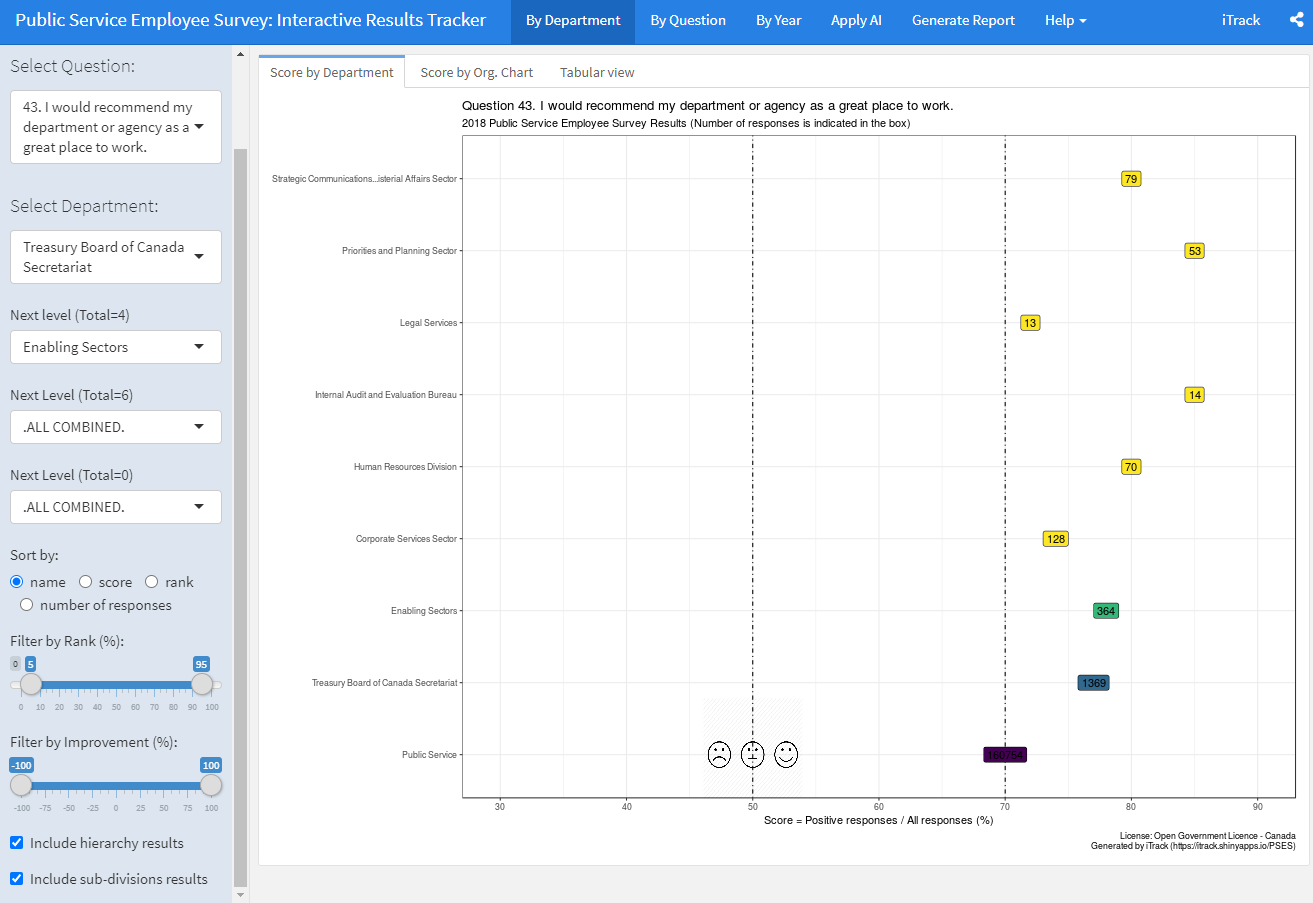 Public Service Employee Survey: Interactive Results Tracker
By Department
By Question
By Year
Apply AI
Generate Report
Help
iTrack
Select Question:
43. I would recommend my
department or agency as a
great place to work.
Select Department:
Treasury Board of Canada
Secretariat
Next level (Total=4)
Enabling Sectors
Next Level (Total=6)
.ALL COMBINED.
Next Level (Total=0)
.ALL COMBINED.
Sort by:
name score rank
number of responses
Filter by Rank (%):
0 5 95
0 10 20 30 40 50 60 70 80 90 100
Filter by Improvement (%):
-100 100
-100 -75 -50 -25 0 25 50 75 100
Include hierarchy results
Include sub-divisions results
Score by Department
Score by Org. Chart
Tabular view
Question 43. I would recommend my department or agency as a great place to work.
2018 Public Service Employee Survey Results (Number of responses is indicated in the box)
Strategic Communications...isterial Affairs Sector 79
Priorities and Planning Sector 53
Legal Services 13
Internal Audit and Evaluation Bureau 14
Human Resources Division 70
Corporate Services Sector 128
Enabling Sectors 364
Treasury Board of Canada Secretariat 1369
Public Service
30 40 50 60 70 80 90
Score = Positive responses / All responses (%)
License: Open Government Licence - Canada
Generated by iTrack (https://itrack.shinyapps.io/PSES)